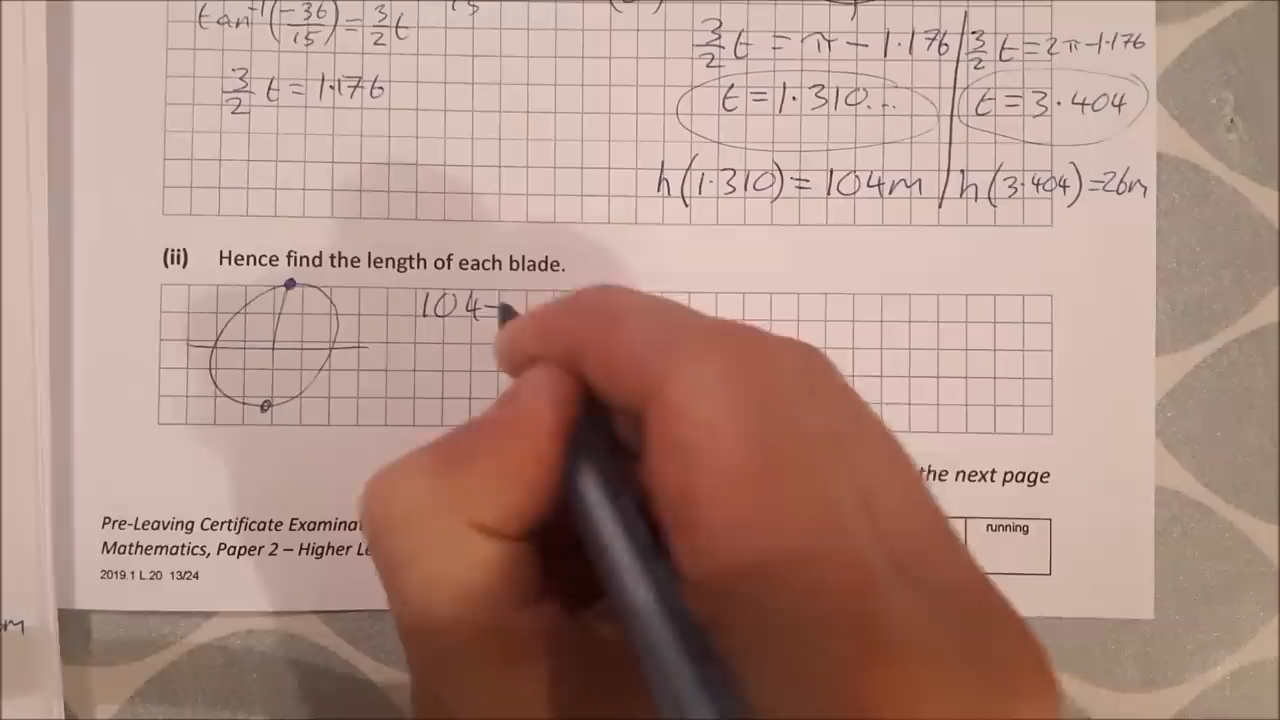 tan⁻¹(-36/15) = 3/2 t
3/2 t = 1.176
3/2 t = π - 1.176 | 3/2 t = 2π - 1.176
t = 1.310... | t = 3.404
h(1.310) = 104m | h(3.404) = 26m
(ii) Hence find the length of each blade.
104 -
the next page
Pre-Leaving Certificate Examina
Mathematics, Paper 2 – Higher Le
2019.1 L.20 13/24
running
m